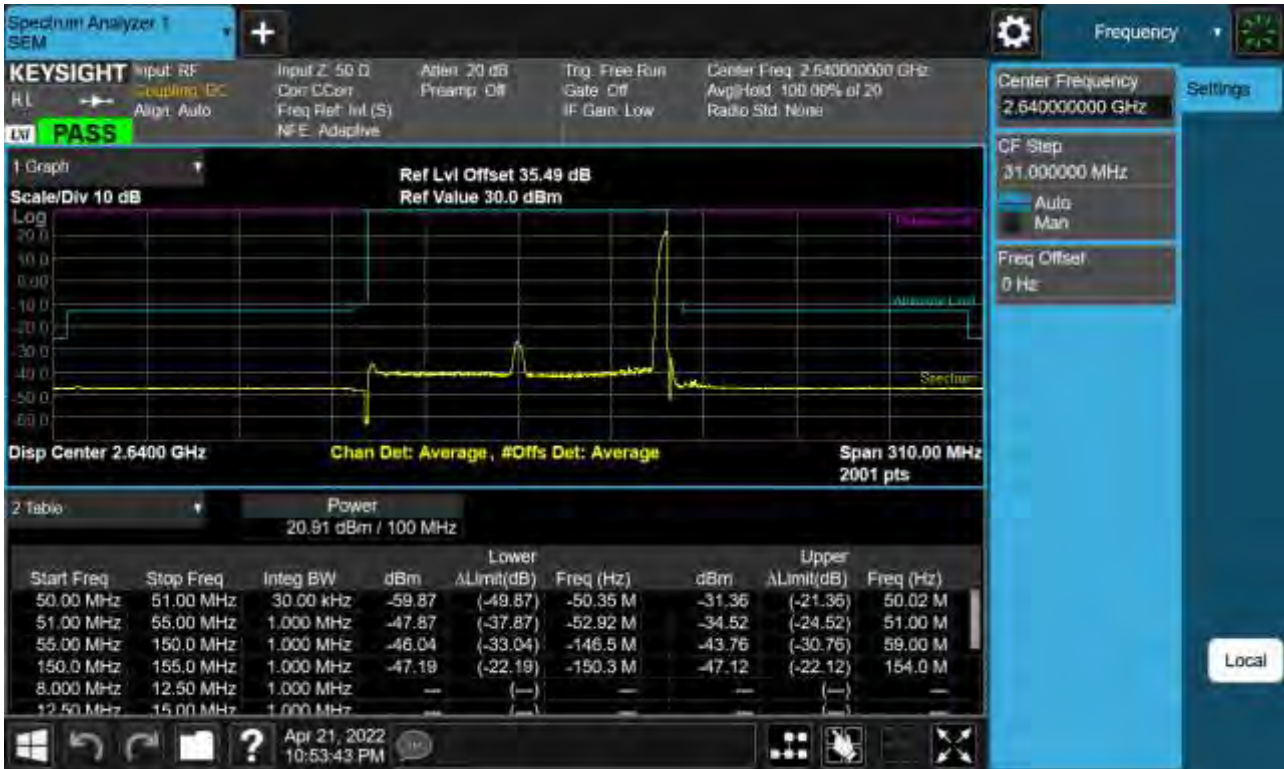 Spectrum Analyzer 1
SEM
Frequency
KEYSIGHT Input: RF
Coupling: DC
Align: Auto
RL
PASS
Input Z: 50 Ω
Corr CCorr
Freq Ref: Int (S)
NFE: Adaptive
Atten: 20 dB
Preamp: Off
Trig: Free Run
Gate: Off
IF Gain: Low
Center Freq: 2.640000000 GHz
Avg|Hold: 100.00% of 20
Radio Std: None
Center Frequency
2.640000000 GHz
Settings
CF Step
31.000000 MHz
Auto
Man
Freq Offset
0 Hz
1 Graph
Scale/Div 10 dB
Ref Lvl Offset 35.49 dB
Ref Value 30.0 dBm
Log
20.0
10.0
0.00
-10.0
-20.0
-30.0
-40.0
-50.0
-60.0
Absolute Limit
Spectrum
Disp Center 2.6400 GHz
Chan Det: Average, #Offs Det: Average
Span 310.00 MHz
2001 pts
2 Table
Power
20.91 dBm / 100 MHz
Lower Upper
Start Freq Stop Freq Integ BW dBm ΔLimit(dB) Freq (Hz) dBm ΔLimit(dB) Freq (Hz)
50.00 MHz 51.00 MHz 30.00 kHz -59.87 (-49.87) -50.35 M -31.36 (-21.36) 50.02 M
51.00 MHz 55.00 MHz 1.000 MHz -47.87 (-37.87) -52.92 M -34.52 (-24.52) 51.00 M
55.00 MHz 150.0 MHz 1.000 MHz -46.04 (-33.04) -146.5 M -43.76 (-30.76) 59.00 M
150.0 MHz 155.0 MHz 1.000 MHz -47.19 (-22.19) -150.3 M -47.12 (-22.12) 154.0 M
8.000 MHz 12.50 MHz 1.000 MHz — (—) — — (—) —
12.50 MHz 15.00 MHz 1.000 MHz — (—) — — (—) —
Local
?
Apr 21, 2022
10:53:43 PM